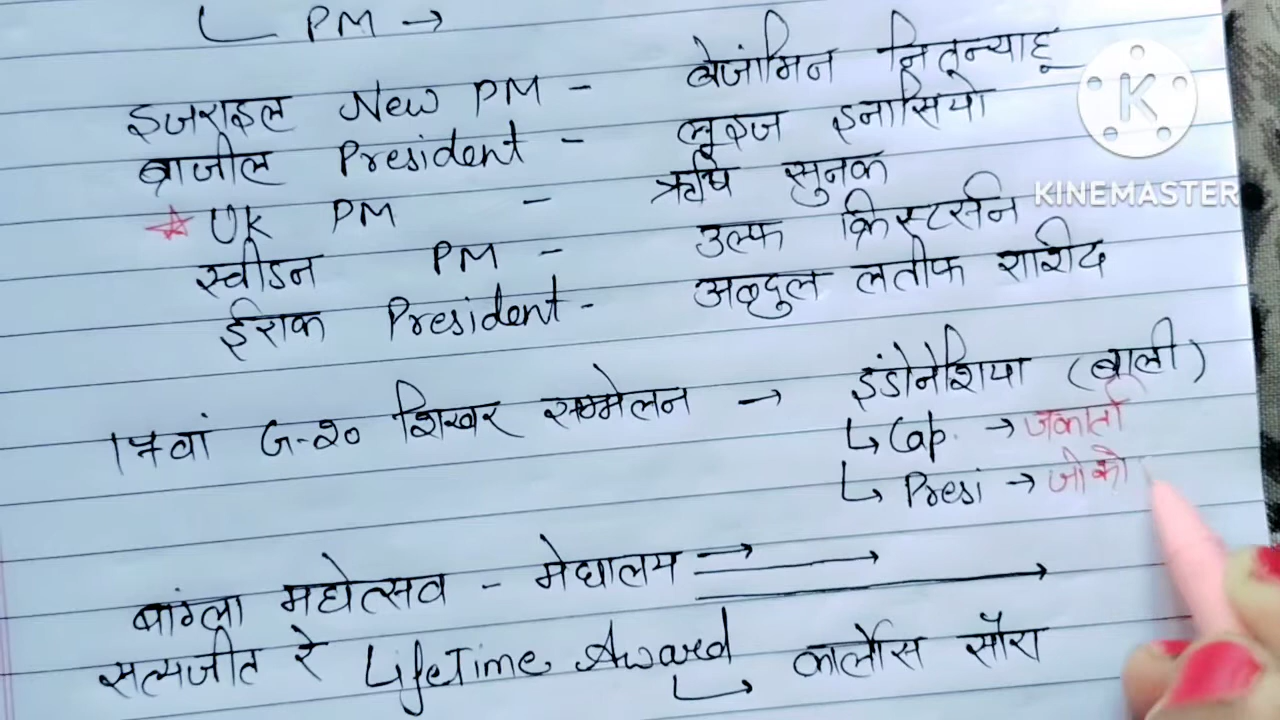 PM →
इजराइल New PM - बेजांमिन नितन्याहू
ब्राजील President - लूइज इनासियो
UK PM - ऋषि सुनक
स्वीडन PM - उल्फ क्रिस्टर्सन
ईराक President - अब्दुल लतीफ राशिद
17वां G-20 शिखर सम्मेलन → इंडोनेशिया (बाली)
Cap. → जकार्ता
Presi → जोको
बांग्ला महोत्सव - मेघालय
सत्यजीत रे LifeTime Award
कार्लोस सौरा
KINEMASTER